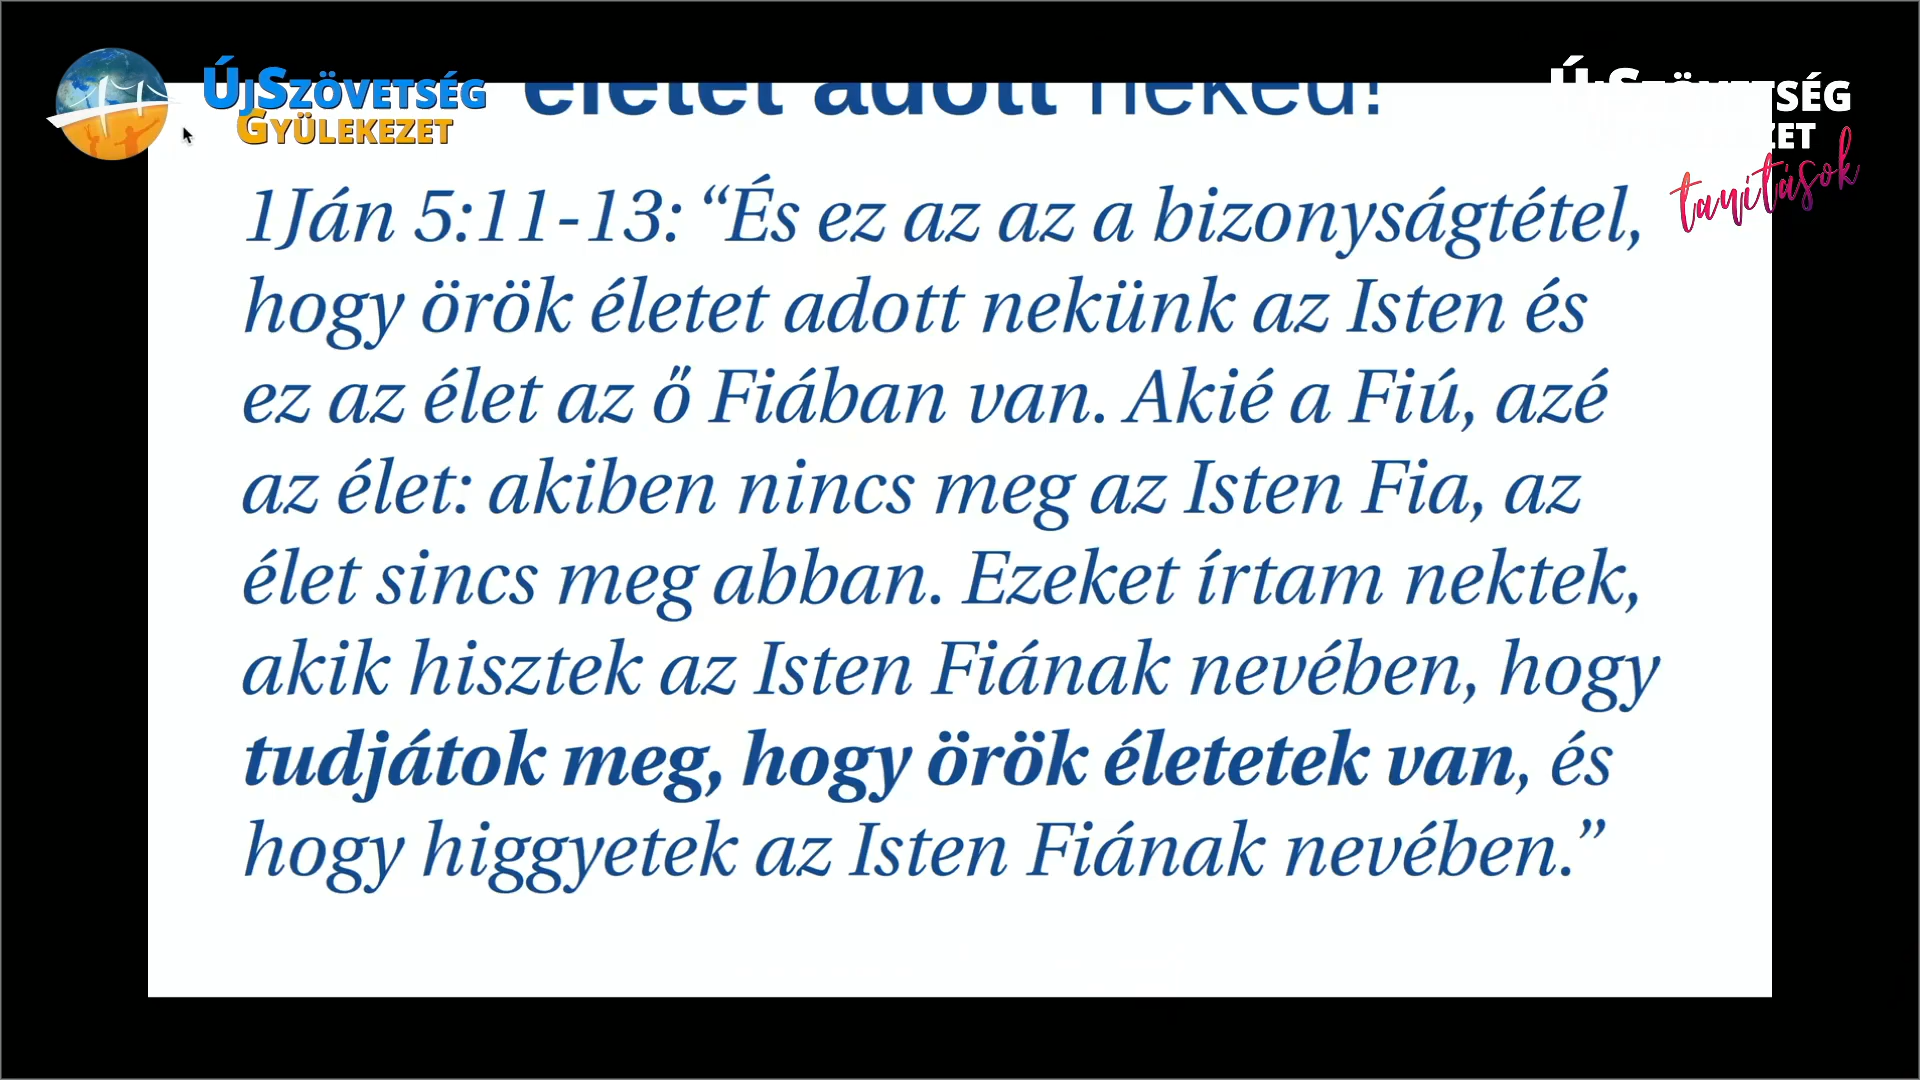 ÚJSZÖVETSÉG
GYÜLEKEZET
életet adott neked!
tanítások
1Ján 5:11-13: “És ez az az a bizonyságtétel,
hogy örök életet adott nekünk az Isten és
ez az élet az ő Fiában van. Akié a Fiú, azé
az élet: akiben nincs meg az Isten Fia, az
élet sincs meg abban. Ezeket írtam nektek,
akik hisztek az Isten Fiának nevében, hogy
tudjátok meg, hogy örök életetek van, és
hogy higgyetek az Isten Fiának nevében.”